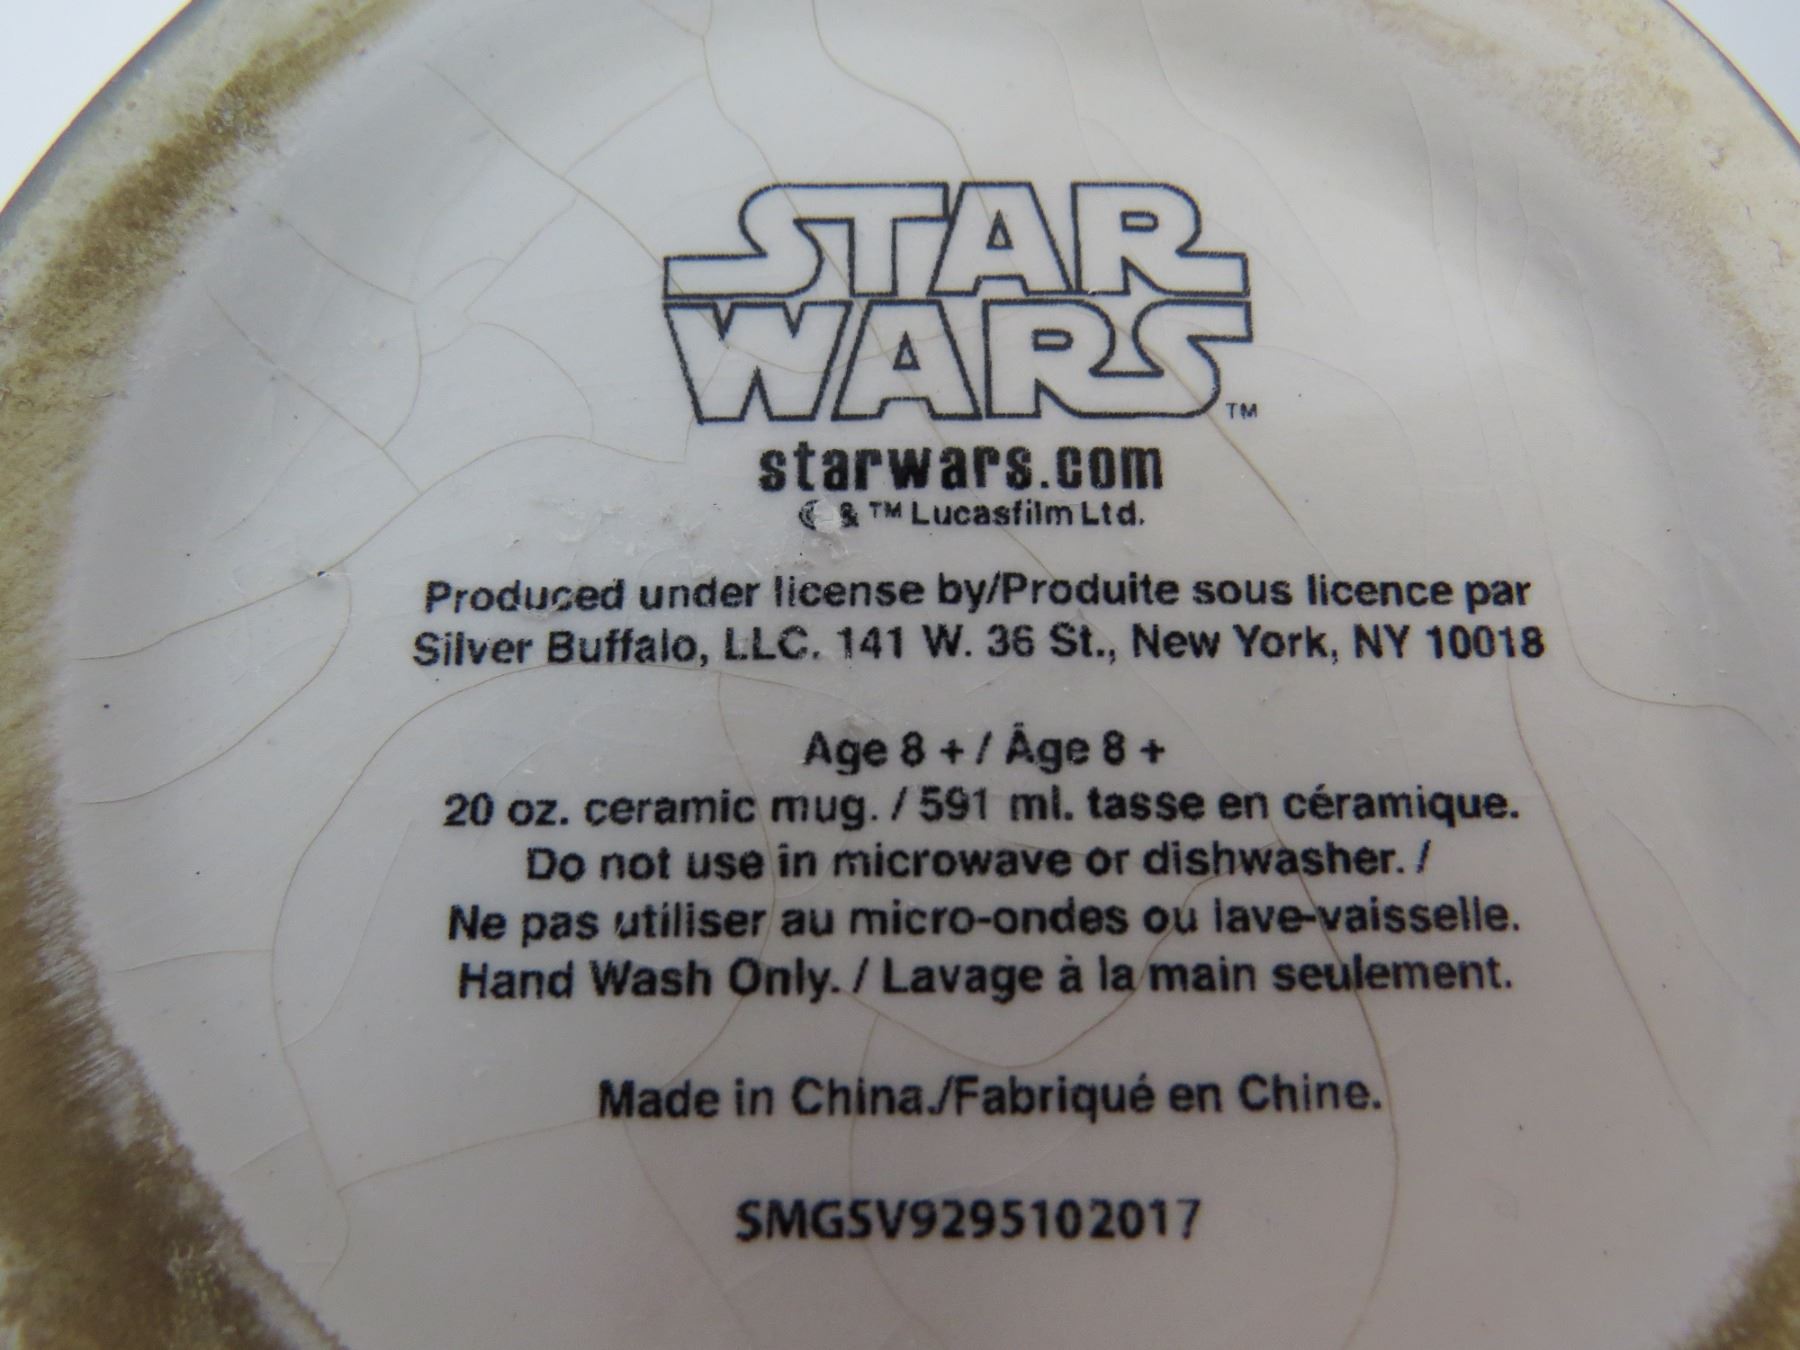 STAR
WARS™
starwars.com
© & ™ Lucasfilm Ltd.
Produced under license by/Produite sous licence par
Silver Buffalo, LLC. 141 W. 36 St., New York, NY 10018
Age 8 + / Âge 8 +
20 oz. ceramic mug. / 591 ml. tasse en céramique.
Do not use in microwave or dishwasher. /
Ne pas utiliser au micro-ondes ou lave-vaisselle.
Hand Wash Only. / Lavage à la main seulement.
Made in China./Fabriqué en Chine.
SMGSV9295102017